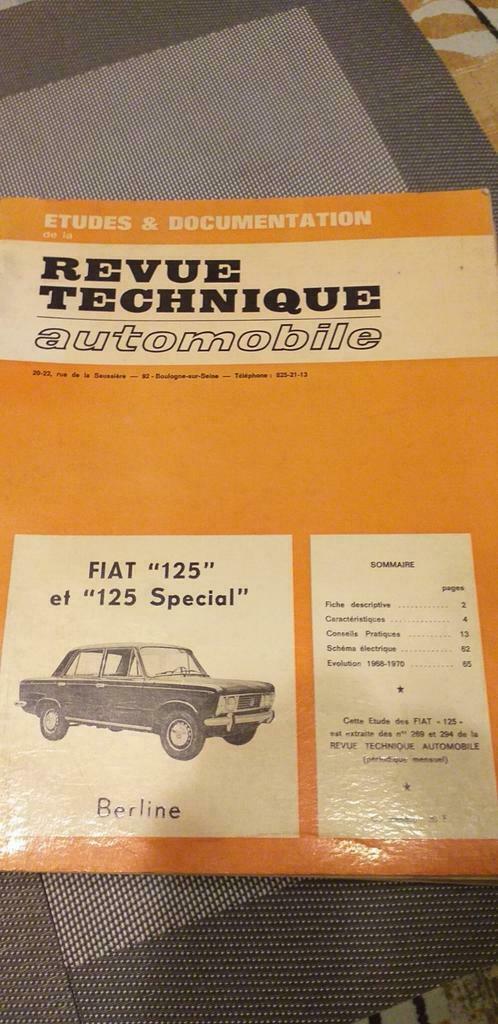 ETUDES & DOCUMENTATION
de la
REVUE
TECHNIQUE
automobile
20-22, rue de la Saussière — 92 - Boulogne-sur-Seine — Téléphone : 825-21-13
FIAT "125"
et "125 Special"
Berline
SOMMAIRE
pages
Fiche descriptive ............ 2
Caractéristiques ............ 4
Conseils Pratiques .......... 13
Schéma électrique .......... 62
Evolution 1968-1970 ........ 65
★
Cette Etude des FIAT « 125 »
est extraite des nos 269 et 294 de la
REVUE TECHNIQUE AUTOMOBILE
(périodique mensuel)
★